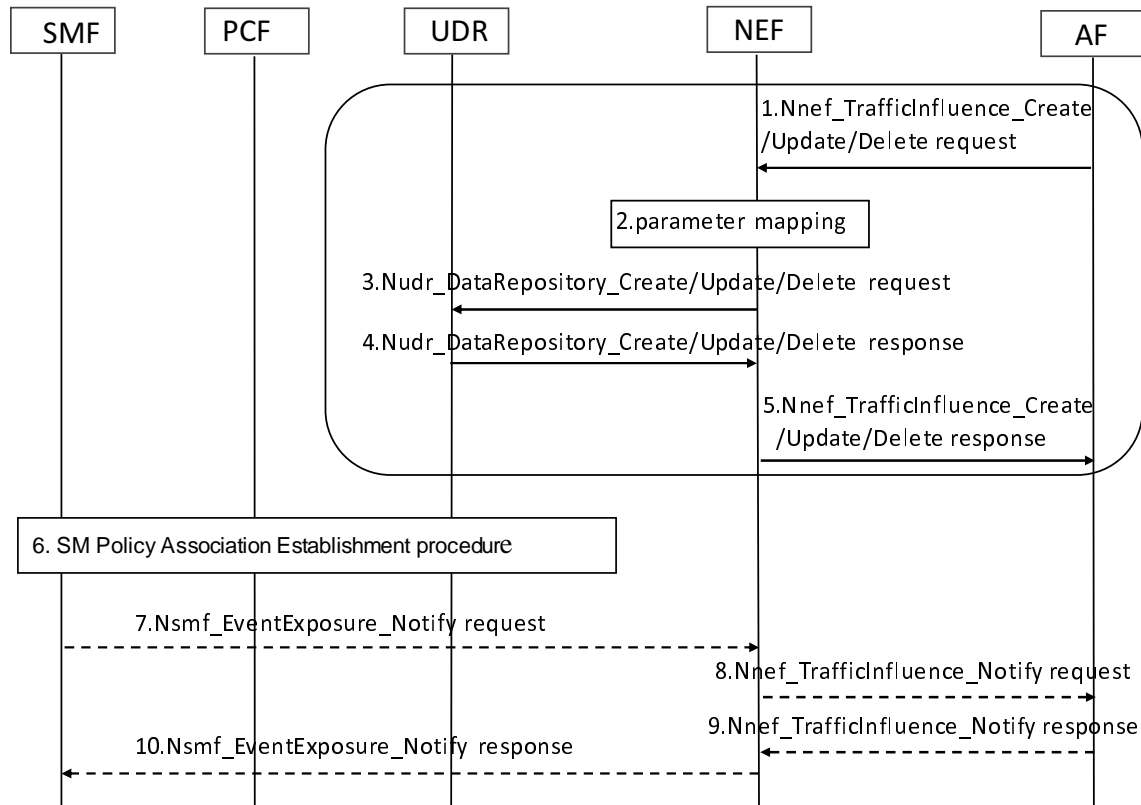 SMF
PCF
UDR
NEF
AF
1.Nnef_TrafficInfluence_Create
/Update/Delete request
2.parameter mapping
3.Nudr_DataRepository_Create/Update/Delete request
4.Nudr_DataRepository_Create/Update/Delete response
5.Nnef_TrafficInfluence_Create
/Update/Delete response
6. SM Policy Association Establishment procedure
7.Nsmf_EventExposure_Notify request
8.Nnef_TrafficInfluence_Notify request
9.Nnef_TrafficInfluence_Notify response
10.Nsmf_EventExposure_Notify response